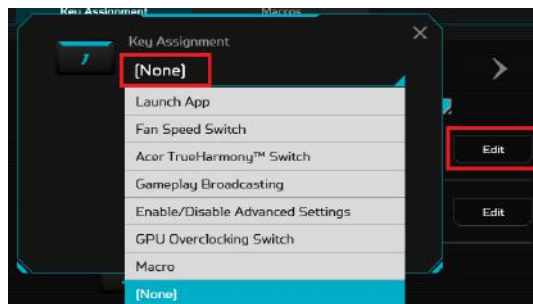 Key Assignment
Macros
Key Assignment
1
[None]
Launch App
Fan Speed Switch
Acer TrueHarmony™ Switch
Edit
Gameplay Broadcasting
Enable/Disable Advanced Settings
Edit
GPU Overclocking Switch
Macro
[None]